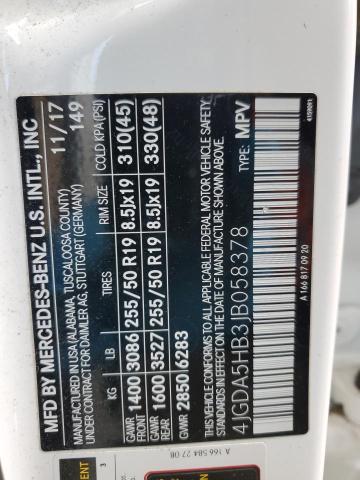 MFD BY MERCEDES-BENZ U.S. INTL., INC
MANUFACTURED IN USA (ALABAMA, TUSCALOOSA COUNTY) 11/17
UNDER CONTRACT FOR DAIMLER AG, STUTTGART (GERMANY) 149
KG LB TIRES RIM SIZE COLD KPA (PSI)
GAWR FRONT 1400 3086 255/50 R19 8.5Jx19 310(45)
GAWR REAR 1600 3527 255/50 R19 8.5Jx19 330(48)
GVWR 2850 6283
VEHICLE CONFORMS TO ALL APPLICABLE FEDERAL MOTOR VEHICLE SAFETY
STANDARDS IN EFFECT ON THE DATE OF MANUFACTURE SHOWN ABOVE.
4JGDA5HB3JB058378 TYPE: MPV
A 166 817 09 20
A 166 584 27 08